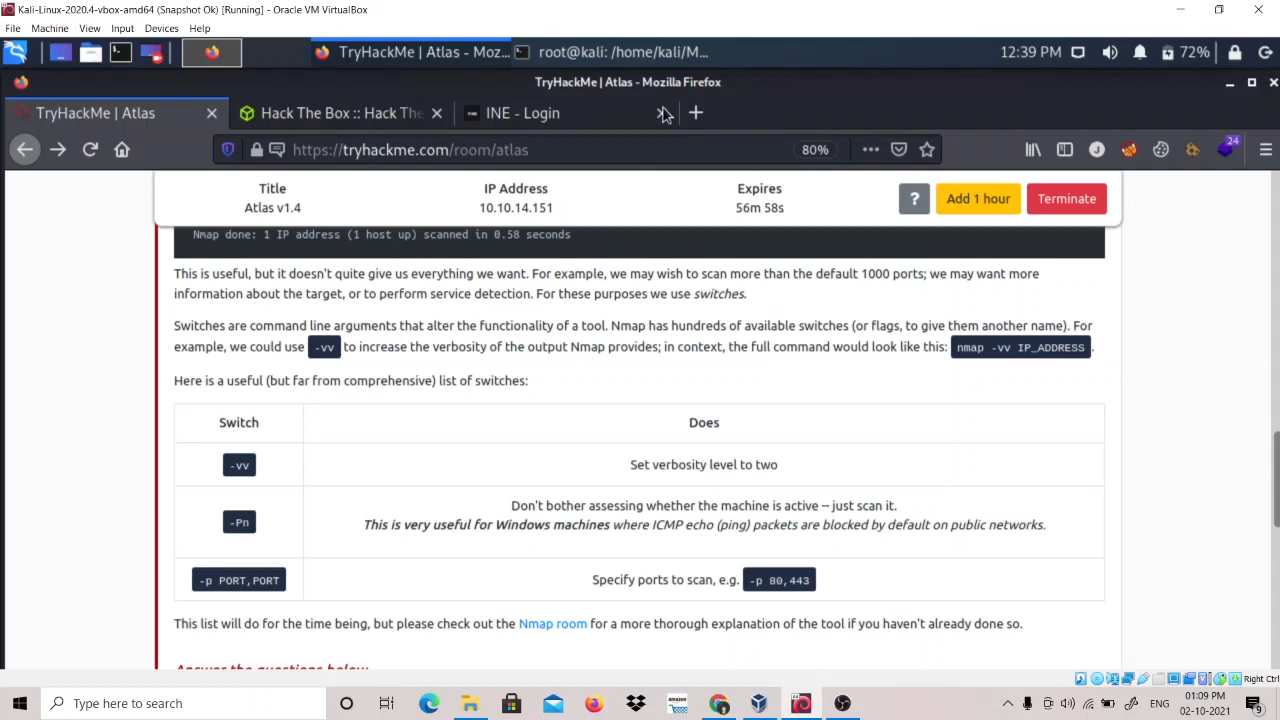 Kali-Linux-2020.4-vbox-amd64 (Snapshot Ok) [Running] - Oracle VM VirtualBox
File Machine View Input Devices Help
TryHackMe | Atlas - Moz... root@kali: /home/kali/M... 12:39 PM 72%
TryHackMe | Atlas - Mozilla Firefox
TryHackMe | Atlas Hack The Box :: Hack The INE - Login
https://tryhackme.com/room/atlas 80% 24
Title IP Address Expires
Atlas v1.4 10.10.14.151 56m 58s ? Add 1 hour Terminate
Nmap done: 1 IP address (1 host up) scanned in 0.58 seconds
This is useful, but it doesn't quite give us everything we want. For example, we may wish to scan more than the default 1000 ports; we may want more
information about the target, or to perform service detection. For these purposes we use switches.
Switches are command line arguments that alter the functionality of a tool. Nmap has hundreds of available switches (or flags, to give them another name). For
example, we could use -vv to increase the verbosity of the output Nmap provides; in context, the full command would look like this: nmap -vv IP_ADDRESS .
Here is a useful (but far from comprehensive) list of switches:
Switch Does
-vv Set verbosity level to two
Don't bother assessing whether the machine is active -- just scan it.
-Pn This is very useful for Windows machines where ICMP echo (ping) packets are blocked by default on public networks.
-p PORT,PORT Specify ports to scan, e.g. -p 80,443
This list will do for the time being, but please check out the Nmap room for a more thorough explanation of the tool if you haven't already done so.
Answer the questions below
Right Ctrl
Type here to search ENG 01:09 PM
02-10-2021